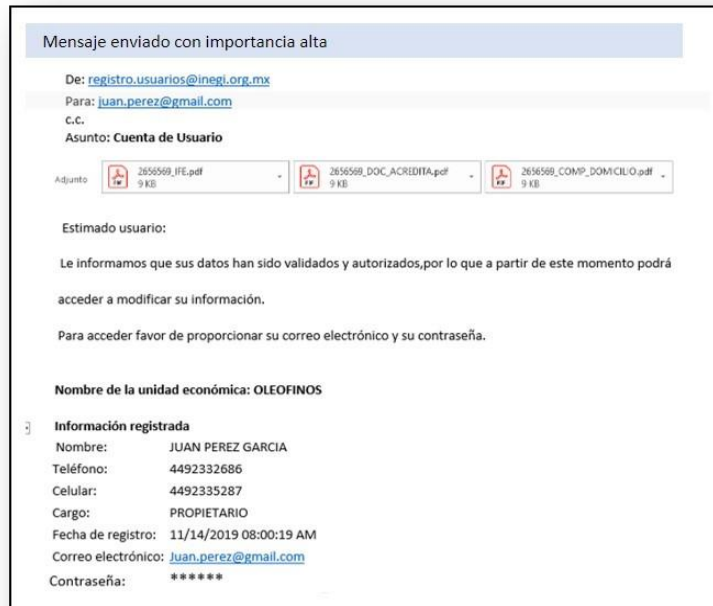 Mensaje enviado con importancia alta
De: registro.usuarios@inegi.org.mx
Para: juan.perez@gmail.com
c.c.
Asunto: Cuenta de Usuario
Adjunto
2656569_IFE.pdf
9 KB
2656569_DOC_ACREDITA.pdf
9 KB
2656569_COMP_DOMICILIO.pdf
9 KB
Estimado usuario:
Le informamos que sus datos han sido validados y autorizados,por lo que a partir de este momento podrá
acceder a modificar su información.
Para acceder favor de proporcionar su correo electrónico y su contraseña.
Nombre de la unidad económica: OLEOFINOS
Información registrada
Nombre: JUAN PEREZ GARCIA
Teléfono: 4492332686
Celular: 4492335287
Cargo: PROPIETARIO
Fecha de registro: 11/14/2019 08:00:19 AM
Correo electrónico: Juan.perez@gmail.com
Contraseña: ******